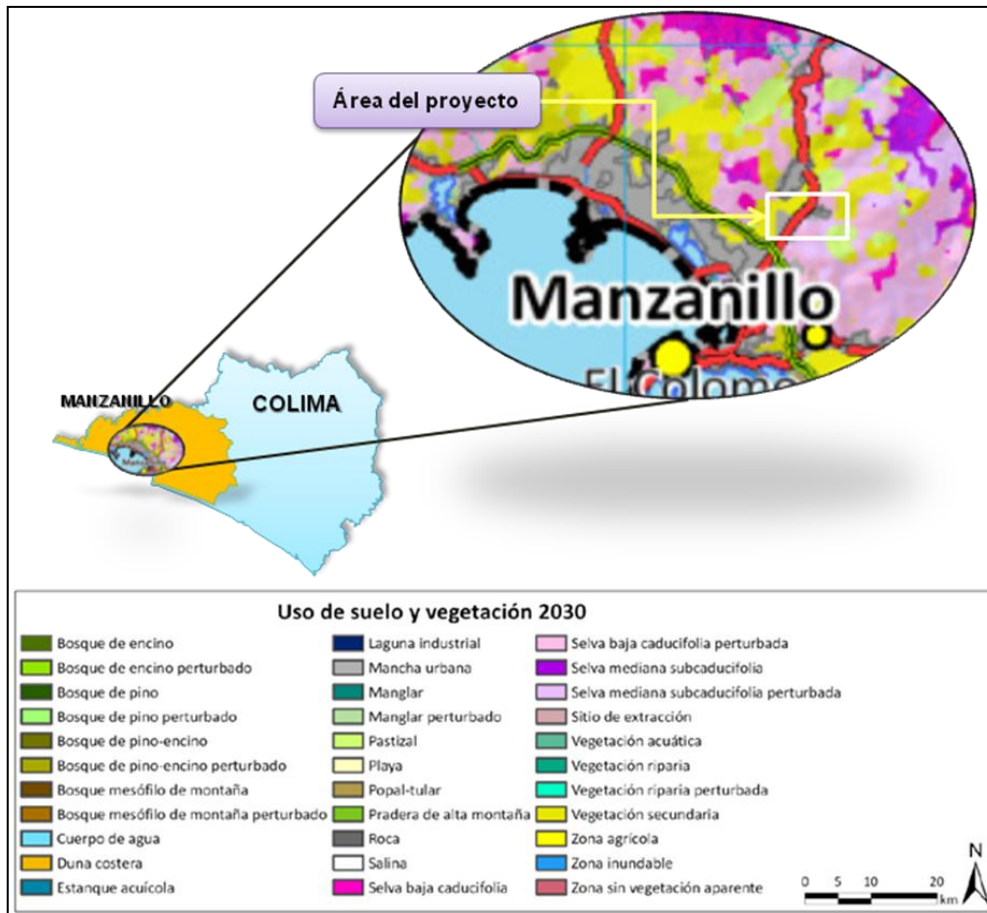 Área del proyecto
Manzanillo
El Colomo
MANZANILLO
COLIMA
Manzanillo
Uso de suelo y vegetación 2030
Bosque de encino
Bosque de encino perturbado
Bosque de pino
Bosque de pino perturbado
Bosque de pino-encino
Bosque de pino-encino perturbado
Bosque mesófilo de montaña
Bosque mesófilo de montaña perturbado
Cuerpo de agua
Duna costera
Estanque acuícola
Laguna industrial
Mancha urbana
Manglar
Manglar perturbado
Pastizal
Playa
Popal-tular
Pradera de alta montaña
Roca
Salina
Selva baja caducifolia
Selva baja caducifolia perturbada
Selva mediana subcaducifolia
Selva mediana subcaducifolia perturbada
Sitio de extracción
Vegetación acuática
Vegetación riparia
Vegetación riparia perturbada
Vegetación secundaria
Zona agrícola
Zona inundable
Zona sin vegetación aparente
N
0 5 10 20
km